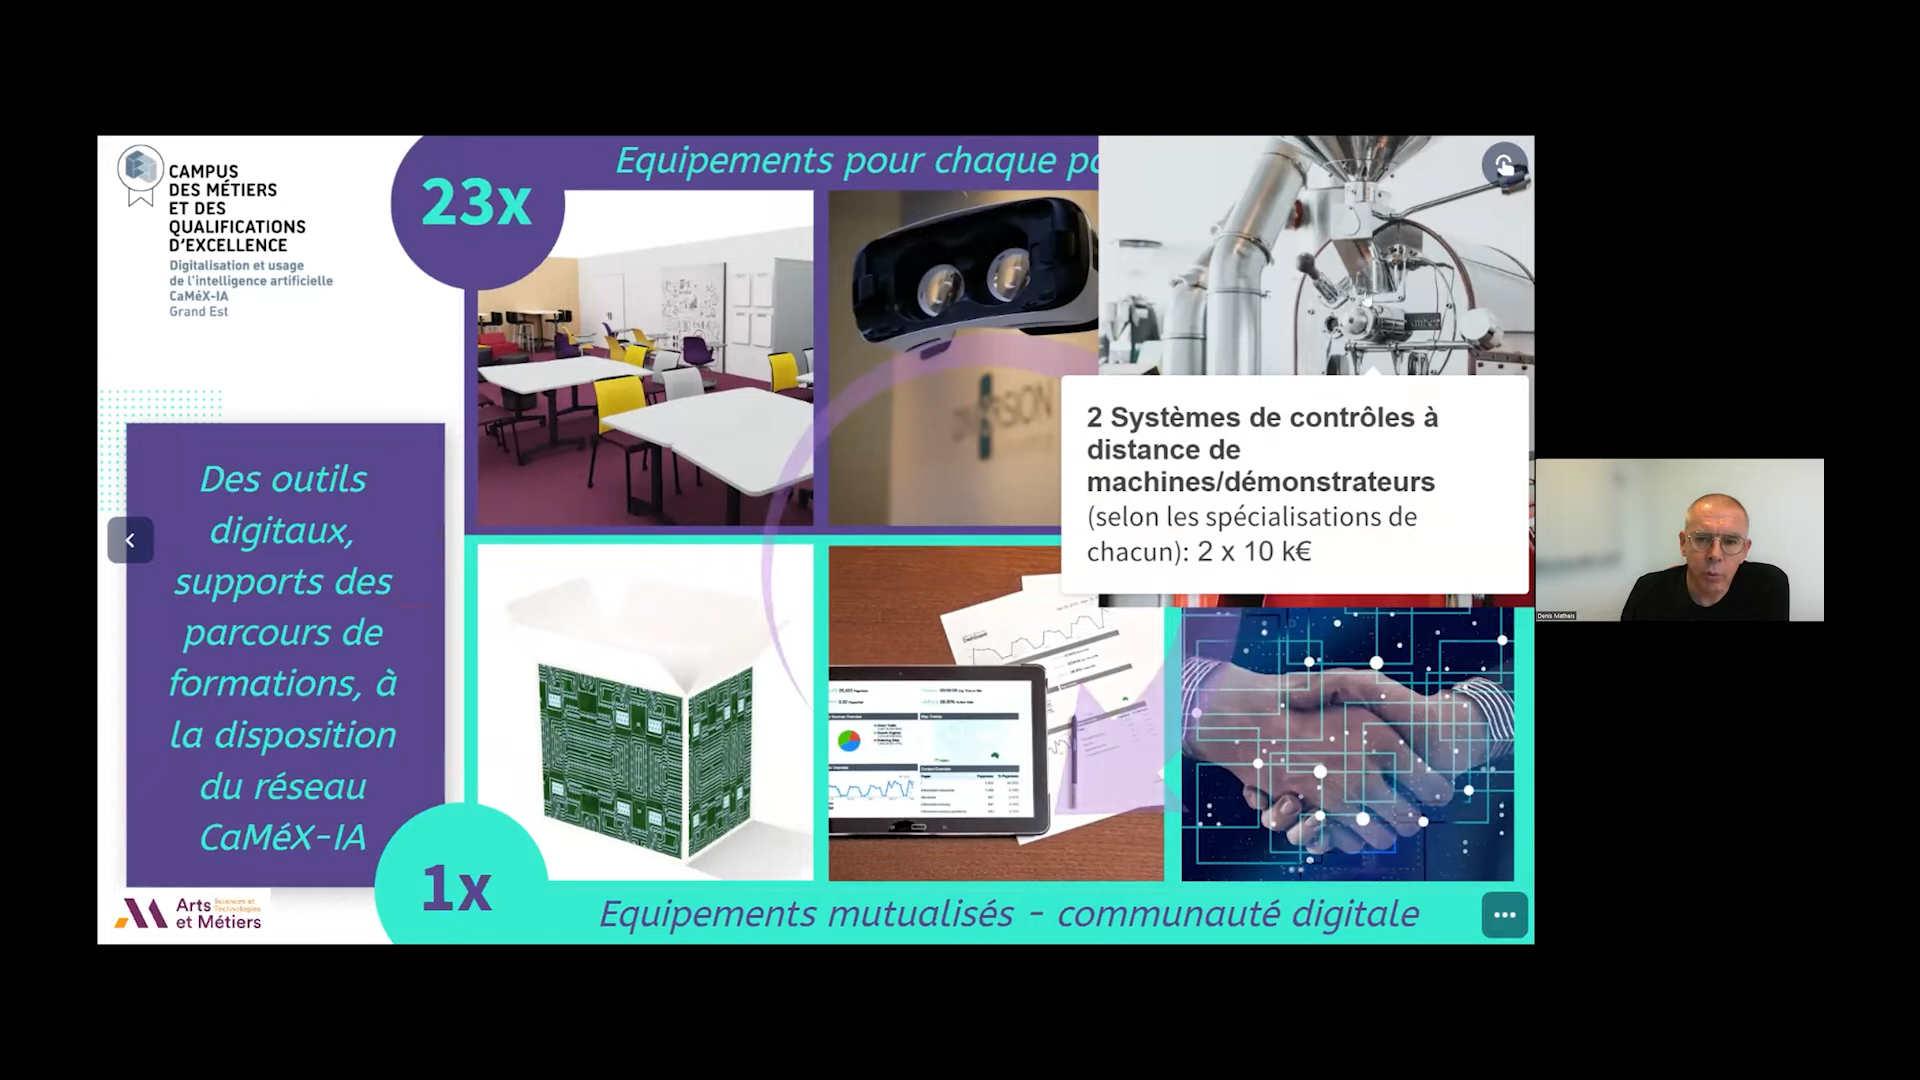 CAMPUS
DES MÉTIERS
ET DES
QUALIFICATIONS
D'EXCELLENCE
Digitalisation et usage
de l'intelligence artificielle
CaMéX-IA
Grand Est
23x
Equipements pour chaque
Des outils
digitaux,
supports des
parcours de
formations, à
la disposition
du réseau
CaMéX-IA
2 Systèmes de contrôles à
distance de
machines/démonstrateurs
(selon les spécialisations de
chacun): 2 x 10 k€
Denis Matheis
1x
Equipements mutualisés - communauté digitale
Arts
et Métiers
Sciences et
Technologies